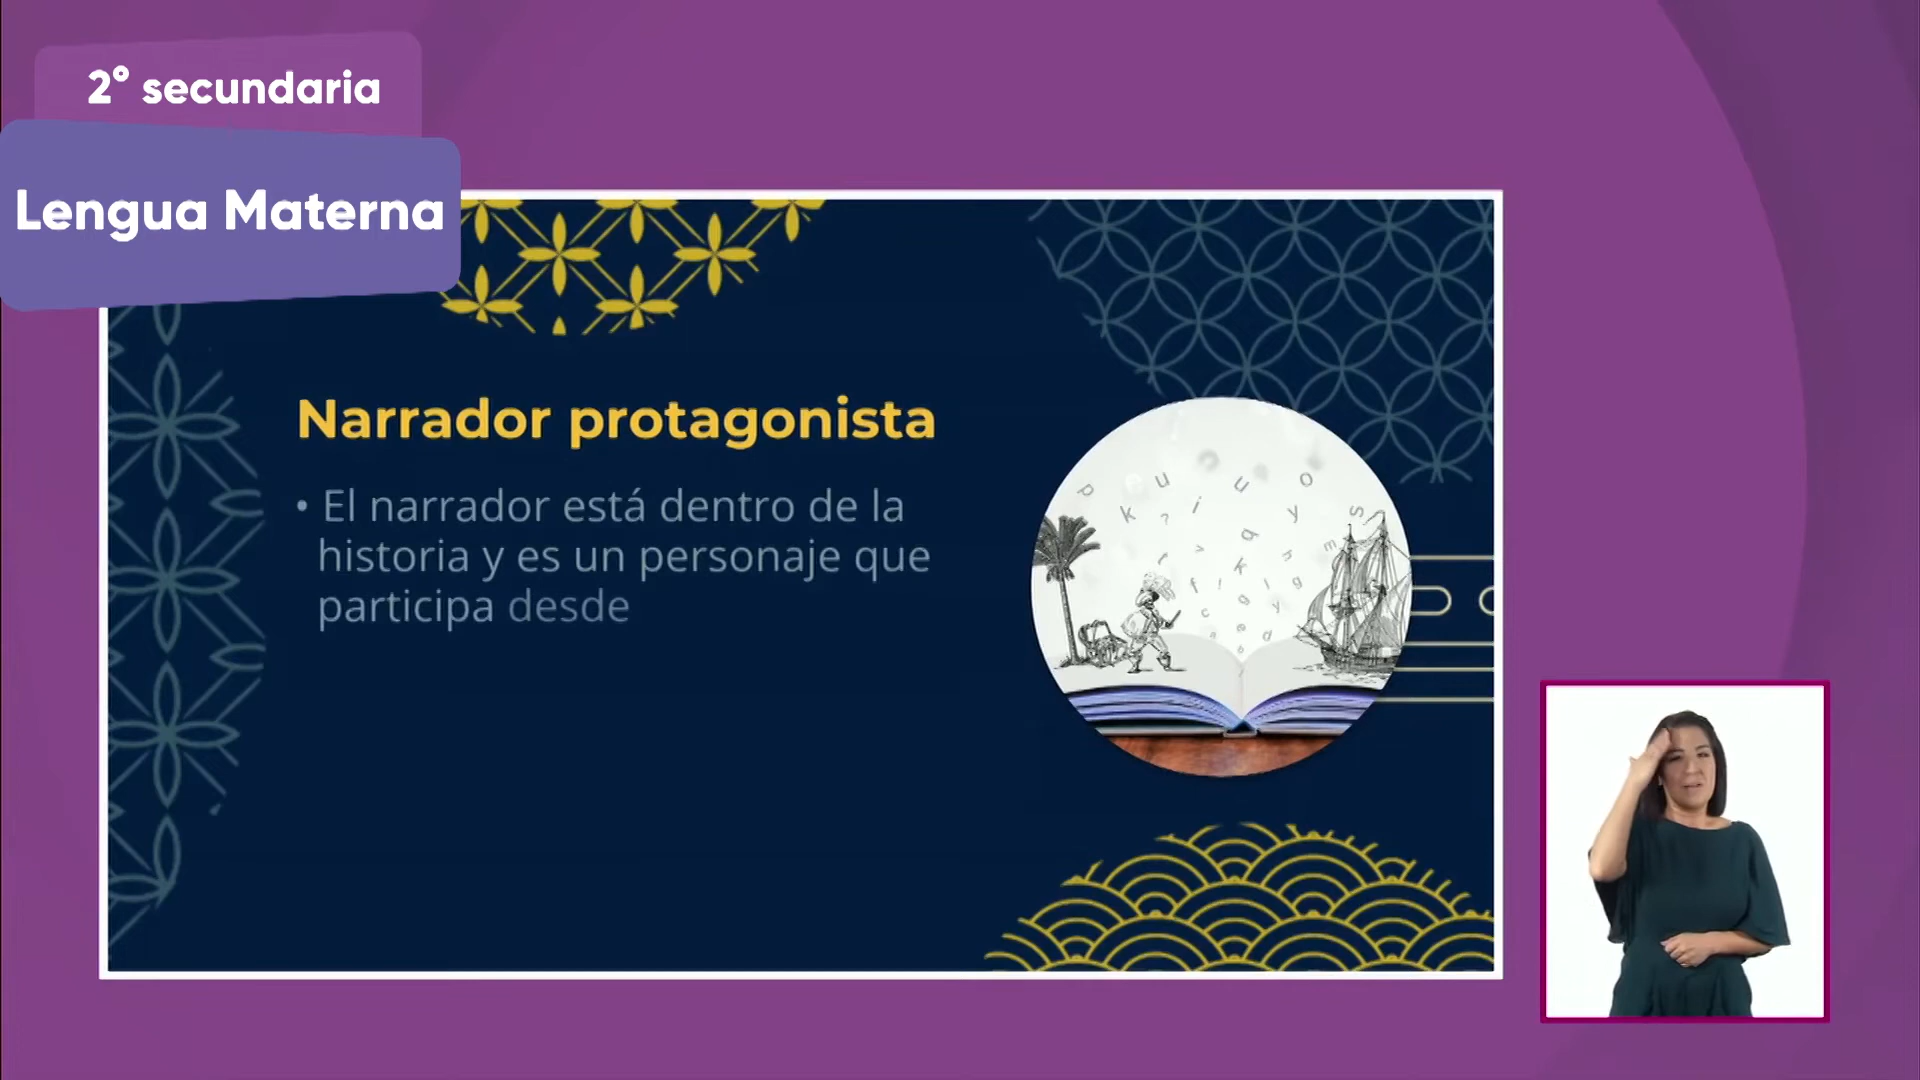 2° secundaria
Lengua Materna
Narrador protagonista
• El narrador está dentro de la
historia y es un personaje que
participa desde